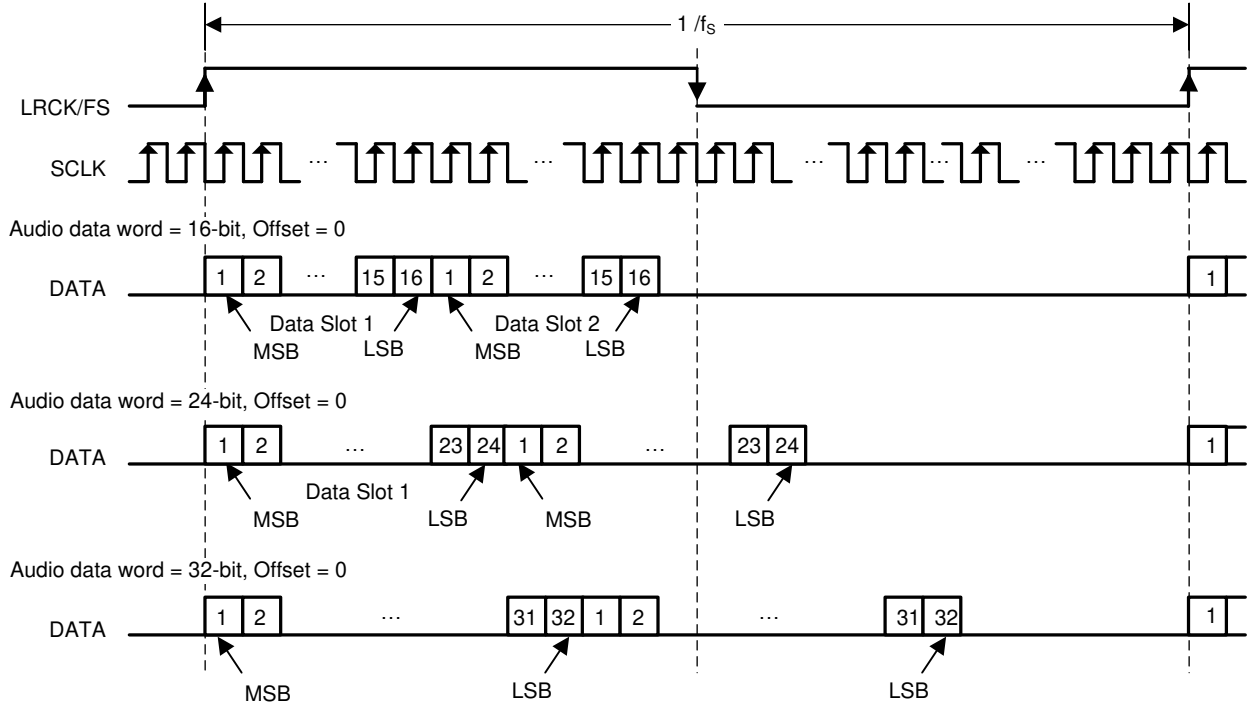 1 /fS
LRCK/FS
SCLK … … … … …
Audio data word = 16-bit, Offset = 0
DATA 1 2 … 15 16 1 2 … 15 16 1
Data Slot 1 Data Slot 2
MSB LSB MSB LSB
Audio data word = 24-bit, Offset = 0
DATA 1 2 … 23 24 1 2 … 23 24 1
Data Slot 1
MSB LSB MSB LSB
Audio data word = 32-bit, Offset = 0
DATA 1 2 … 31 32 1 2 … 31 32 1
MSB LSB LSB